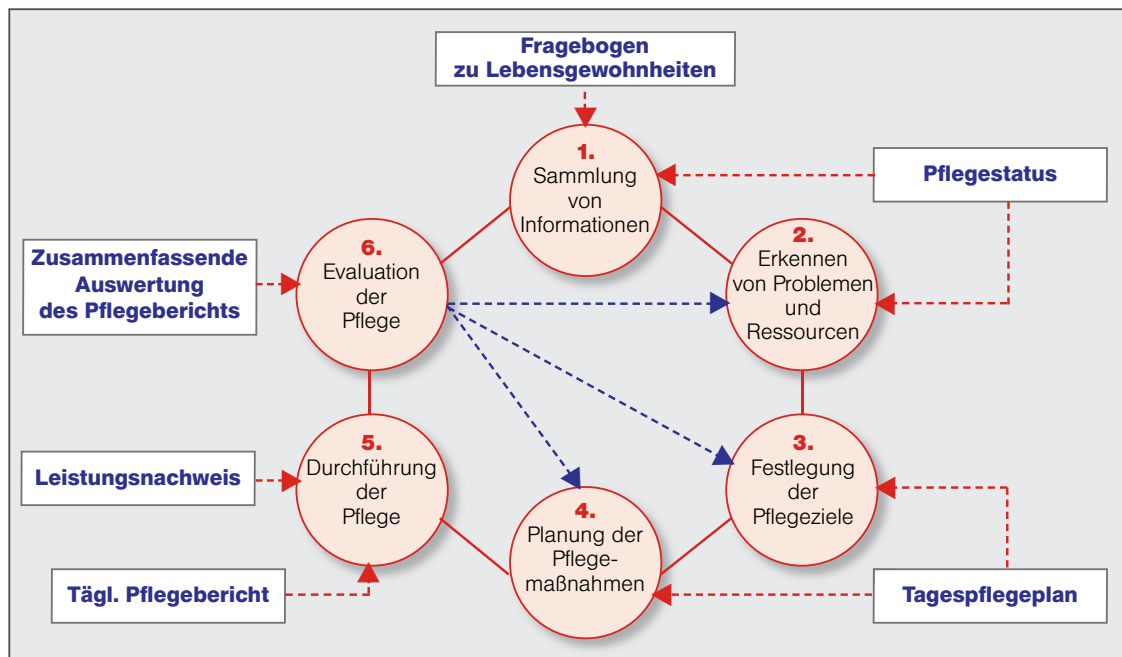 Fragebogen
zu Lebensgewohnheiten
1.
Sammlung
von
Informationen
Pflegestatus
2.
Erkennen
von Problemen
und
Ressourcen
3.
Festlegung
der
Pflegeziele
Tagespflegeplan
4.
Planung der
Pflege-
maßnahmen
5.
Durchführung
der
Pflege
Leistungsnachweis
Tägl. Pflegebericht
6.
Evaluation
der
Pflege
Zusammenfassende
Auswertung
des Pflegeberichts